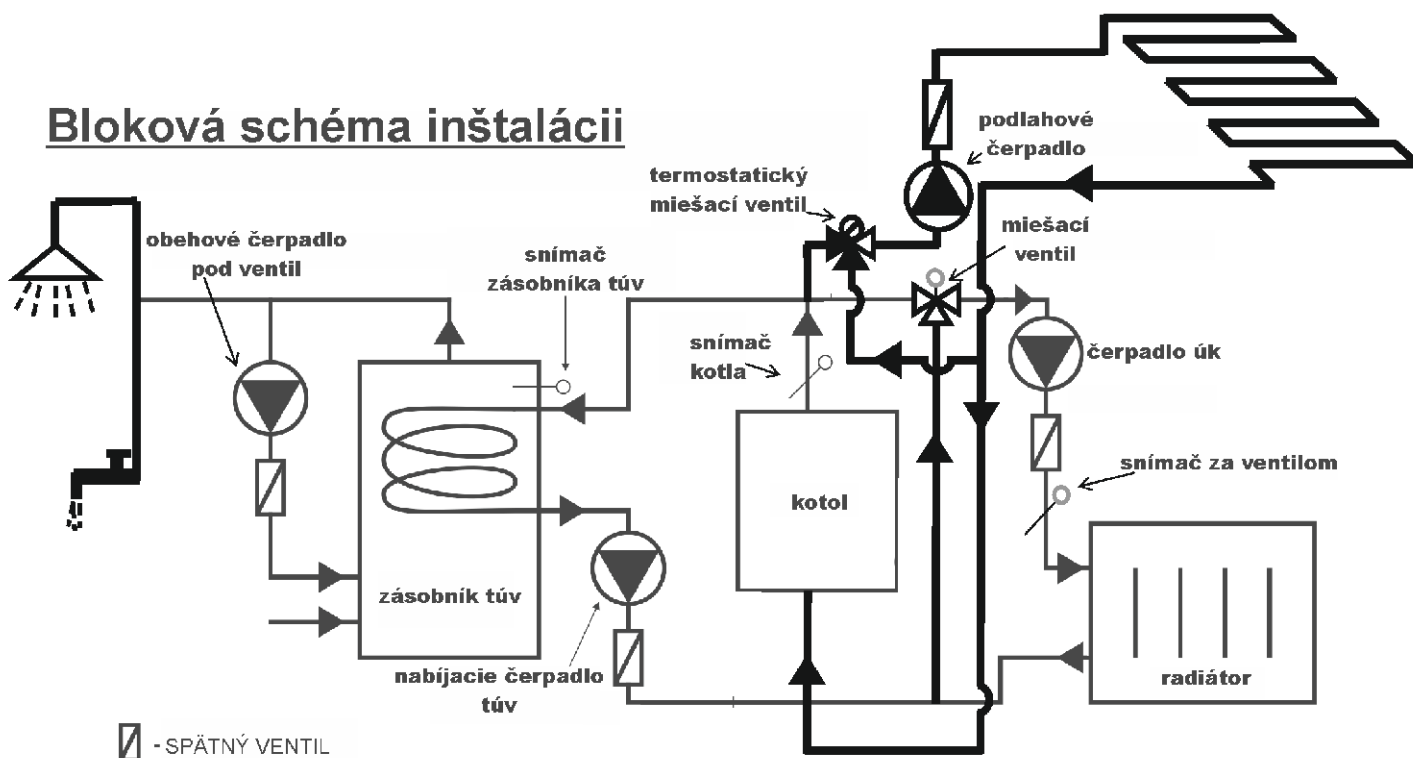 Bloková schéma inštalácii
podlahové
čerpadlo
termostatický
miešací ventil
miešací
ventil
obehové čerpadlo
pod ventil
snímač
zásobníka túv
snímač
kotla
čerpadlo úk
snímač za ventilom
kotol
zásobník túv
nabíjacie čerpadlo
túv
radiátor
- SPÄTNÝ VENTIL